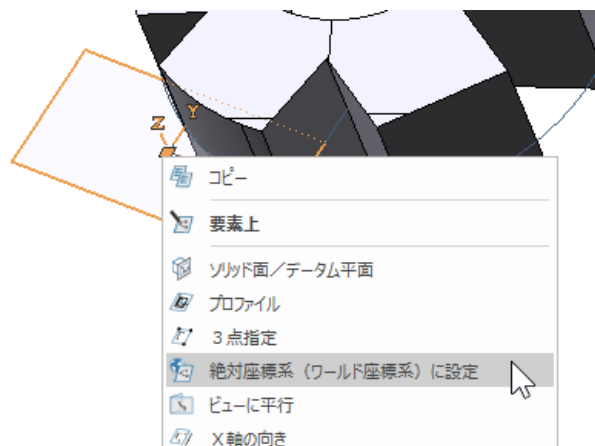 Z Y
コピー
要素上
ソリッド面／データム平面
プロファイル
３点指定
絶対座標系（ワールド座標系）に設定
ビューに平行
X軸の向き